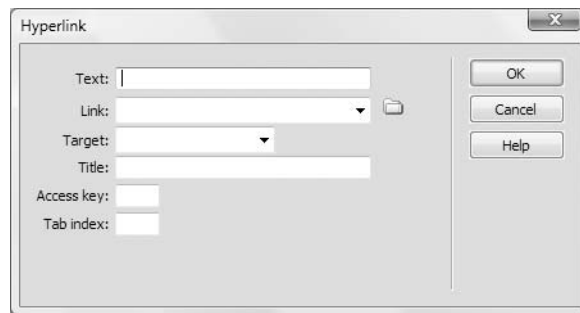 Hyperlink
Text:
Link:
Target:
Title:
Access key:
Tab index:
OK
Cancel
Help